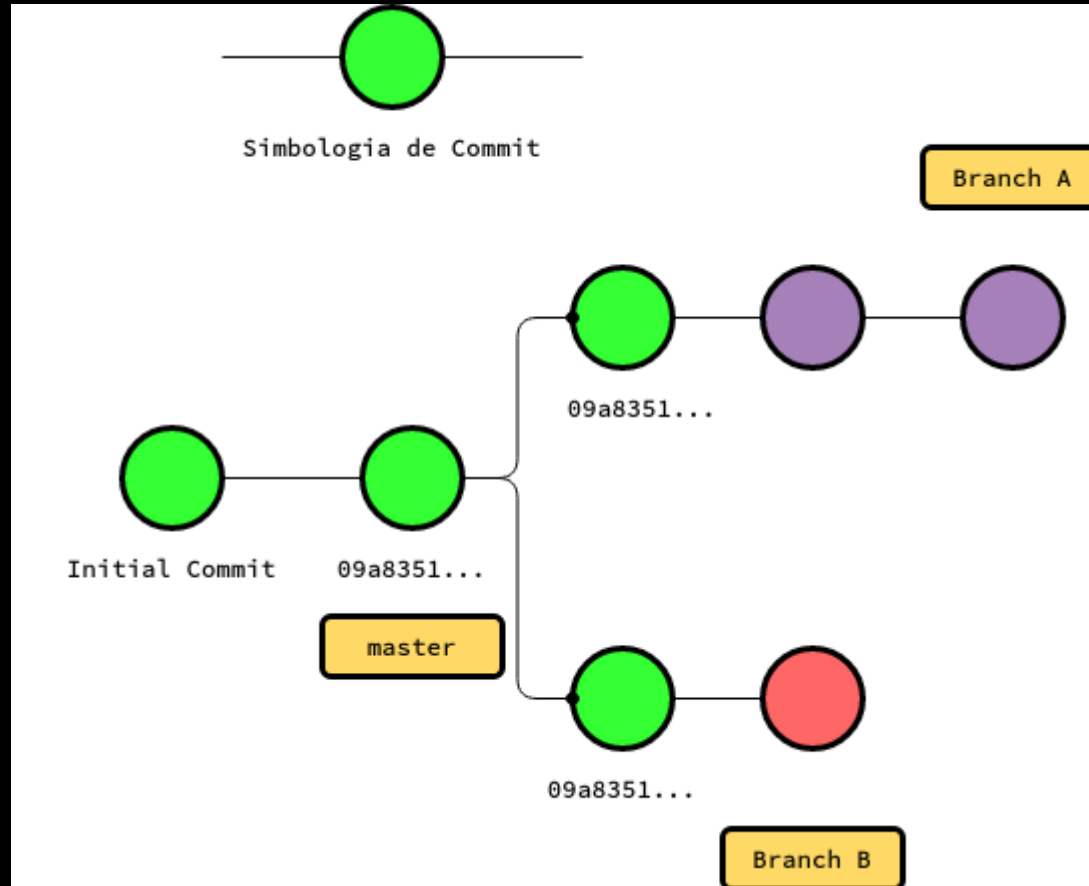 Simbologia de Commit
Branch A
09a8351...
Initial Commit
09a8351...
master
09a8351...
Branch B